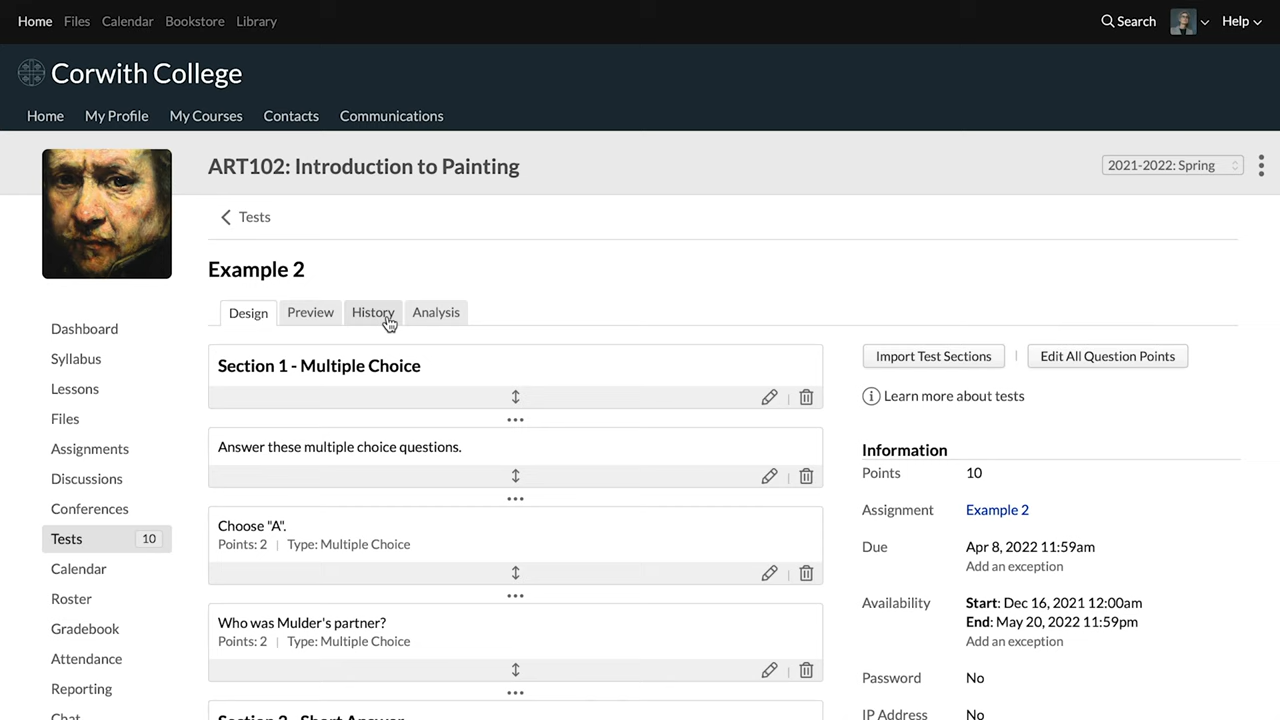 Home Files Calendar Bookstore Library Search Help
Corwith College
Home My Profile My Courses Contacts Communications
ART102: Introduction to Painting 2021-2022: Spring
Tests
Example 2
Design Preview History Analysis
Dashboard
Syllabus
Lessons
Files
Assignments
Discussions
Conferences
Tests 10
Calendar
Roster
Gradebook
Attendance
Reporting
Chat
Section 1 - Multiple Choice
Answer these multiple choice questions.
Choose "A".
Points: 2 | Type: Multiple Choice
Who was Mulder's partner?
Points: 2 | Type: Multiple Choice
Section 2 - Short Answer
Import Test Sections | Edit All Question Points
Learn more about tests
Information
Points 10
Assignment Example 2
Due Apr 8, 2022 11:59am
Add an exception
Availability Start: Dec 16, 2021 12:00am
End: May 20, 2022 11:59pm
Add an exception
Password No
IP Address No